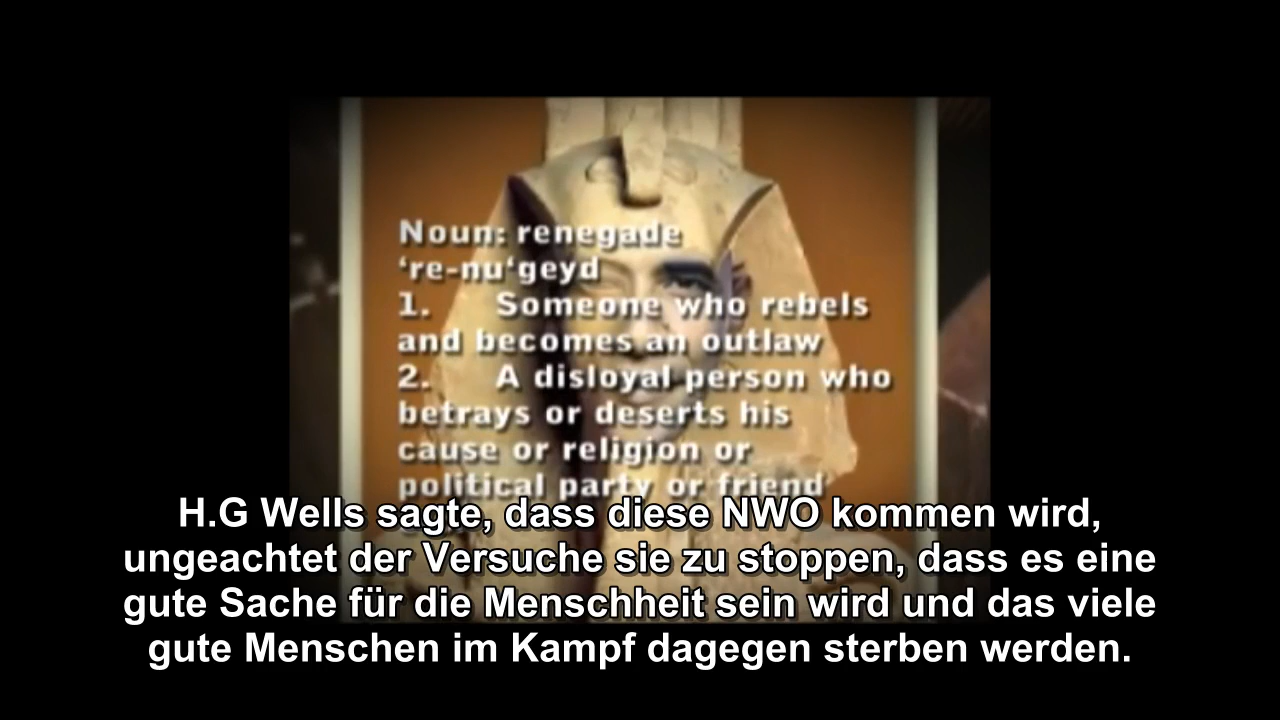 Noun: renegade
‘re-nu‘geyd
1. Someone who rebels
and becomes an outlaw
2. A disloyal person who
betrays or deserts his
cause or religion or
political party or friend
H.G Wells sagte, dass diese NWO kommen wird,
ungeachtet der Versuche sie zu stoppen, dass es eine
gute Sache für die Menschheit sein wird und das viele
gute Menschen im Kampf dagegen sterben werden.